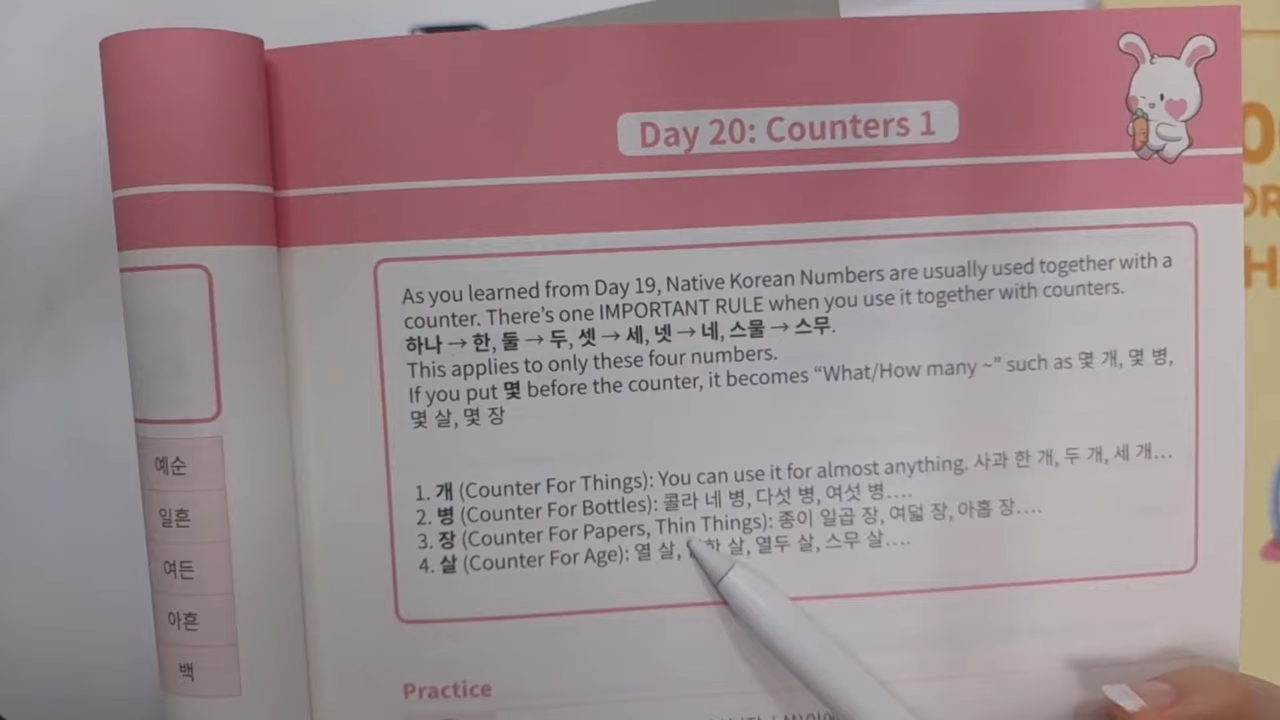 Day 20: Counters 1
As you learned from Day 19, Native Korean Numbers are usually used together with a
counter. There's one IMPORTANT RULE when you use it together with counters.
하나 → 한, 둘 → 두, 셋 → 세, 넷 → 네, 스물 → 스무.
This applies to only these four numbers.
If you put 몇 before the counter, it becomes “What/How many ~” such as 몇 개, 몇 병,
몇 살, 몇 장
1. 개 (Counter For Things): You can use it for almost anything. 사과 한 개, 두 개, 세 개...
2. 병 (Counter For Bottles): 콜라 네 병, 다섯 병, 여섯 병....
3. 장 (Counter For Papers, Thin Things): 종이 일곱 장, 여덟 장, 아홉 장....
4. 살 (Counter For Age): 열 살, 살, 열두 살, 스무 살....
Practice
예순
일흔
여든
아흔
백